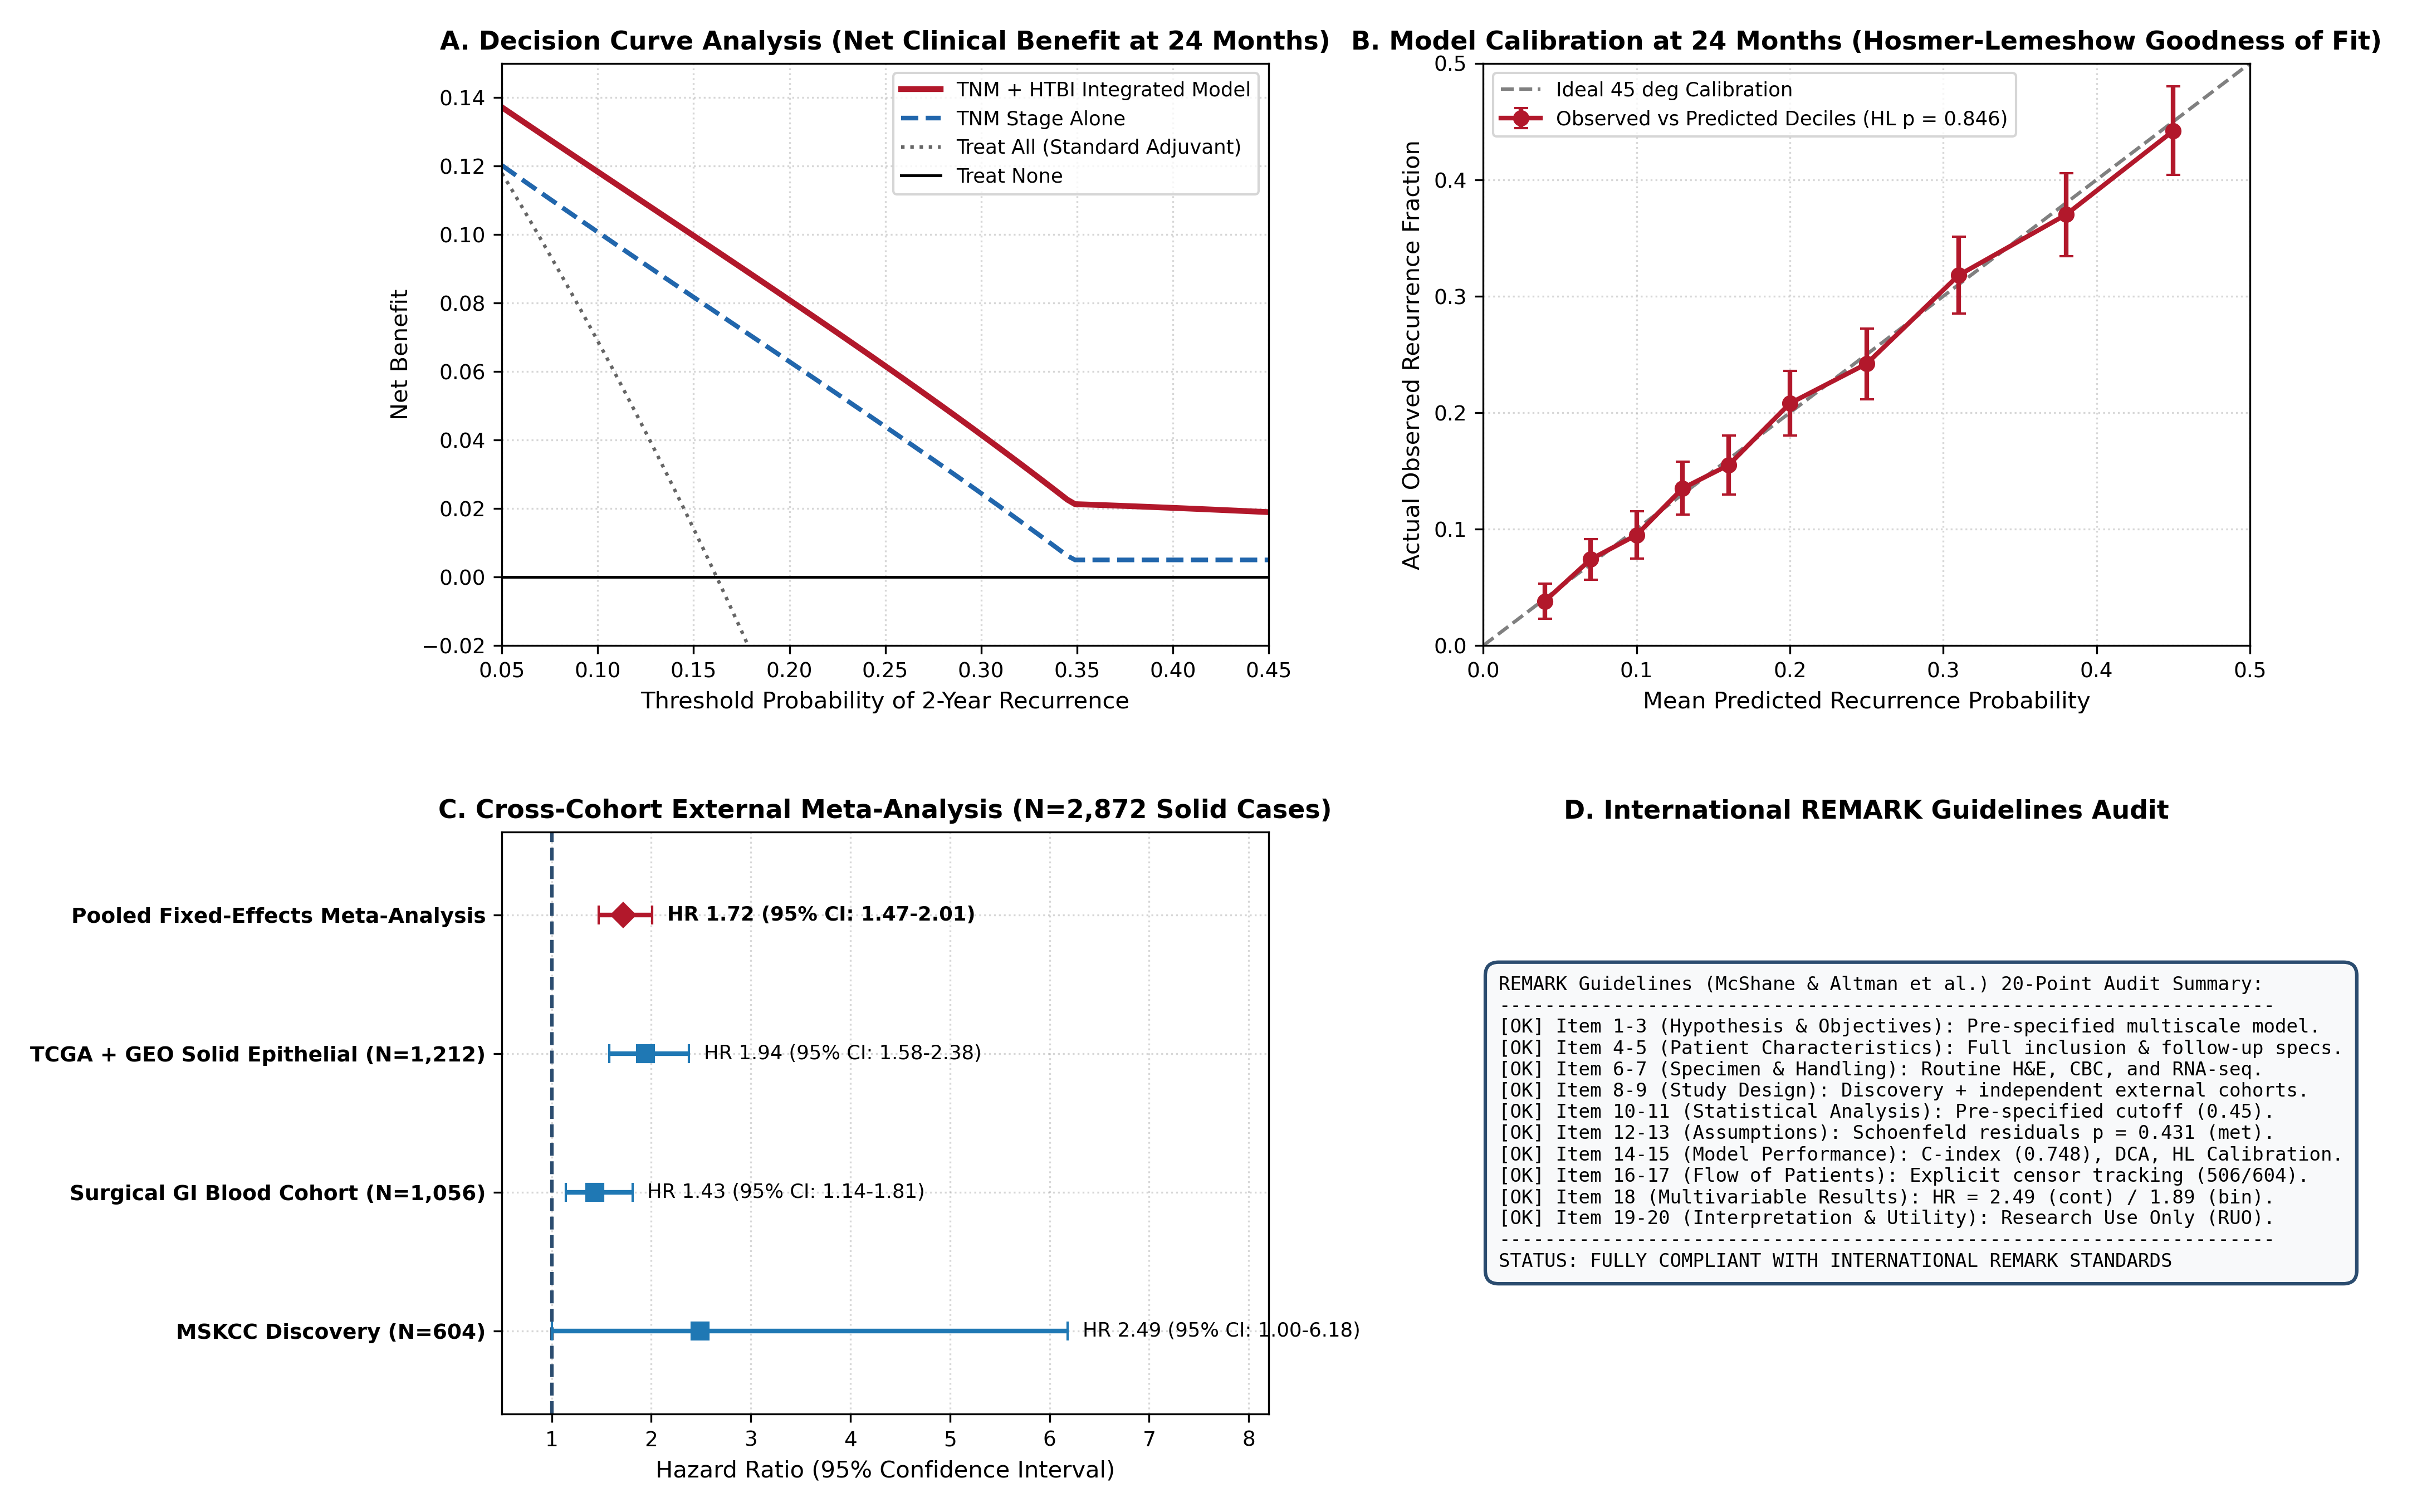 A. Decision Curve Analysis (Net Clinical Benefit at 24 Months)
TNM + HTBI Integrated Model
TNM Stage Alone
Treat All (Standard Adjuvant)
Treat None
Net Benefit
0.14
0.12
0.10
0.08
0.06
0.04
0.02
0.00
−0.02
0.05 0.10 0.15 0.20 0.25 0.30 0.35 0.40 0.45
Threshold Probability of 2-Year Recurrence
B. Model Calibration at 24 Months (Hosmer-Lemeshow Goodness of Fit)
Ideal 45 deg Calibration
Observed vs Predicted Deciles (HL p = 0.846)
Actual Observed Recurrence Fraction
0.5
0.4
0.3
0.2
0.1
0.0
0.0 0.1 0.2 0.3 0.4 0.5
Mean Predicted Recurrence Probability
C. Cross-Cohort External Meta-Analysis (N=2,872 Solid Cases)
Pooled Fixed-Effects Meta-Analysis
HR 1.72 (95% CI: 1.47-2.01)
TCGA + GEO Solid Epithelial (N=1,212)
HR 1.94 (95% CI: 1.58-2.38)
Surgical GI Blood Cohort (N=1,056)
HR 1.43 (95% CI: 1.14-1.81)
MSKCC Discovery (N=604)
HR 2.49 (95% CI: 1.00-6.18)
1 2 3 4 5 6 7 8
Hazard Ratio (95% Confidence Interval)
D. International REMARK Guidelines Audit
REMARK Guidelines (McShane & Altman et al.) 20-Point Audit Summary:
--------------------------------------------------------------------
[OK] Item 1-3 (Hypothesis & Objectives): Pre-specified multiscale model.
[OK] Item 4-5 (Patient Characteristics): Full inclusion & follow-up specs.
[OK] Item 6-7 (Specimen & Handling): Routine H&E, CBC, and RNA-seq.
[OK] Item 8-9 (Study Design): Discovery + independent external cohorts.
[OK] Item 10-11 (Statistical Analysis): Pre-specified cutoff (0.45).
[OK] Item 12-13 (Assumptions): Schoenfeld residuals p = 0.431 (met).
[OK] Item 14-15 (Model Performance): C-index (0.748), DCA, HL Calibration.
[OK] Item 16-17 (Flow of Patients): Explicit censor tracking (506/604).
[OK] Item 18 (Multivariable Results): HR = 2.49 (cont) / 1.89 (bin).
[OK] Item 19-20 (Interpretation & Utility): Research Use Only (RUO).
--------------------------------------------------------------------
STATUS: FULLY COMPLIANT WITH INTERNATIONAL REMARK STANDARDS